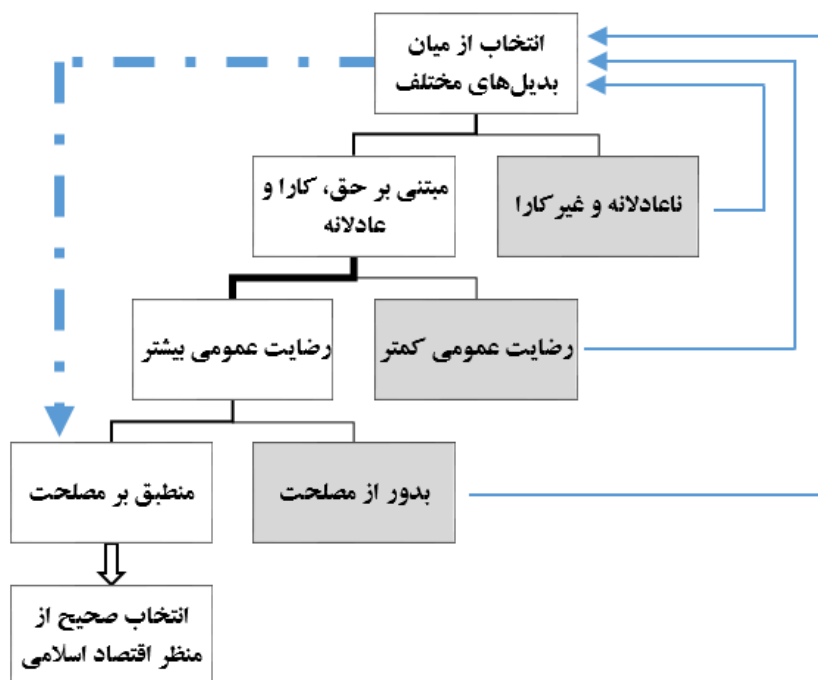 انتخاب از میان
بدیل‌های مختلف
مبتنی بر حق، کارا و
عادلانه
ناعادلانه و غیرکارا
رضایت عمومی بیشتر
رضایت عمومی کمتر
منطبق بر مصلحت
بدور از مصلحت
انتخاب صحیح از
منظر اقتصاد اسلامی